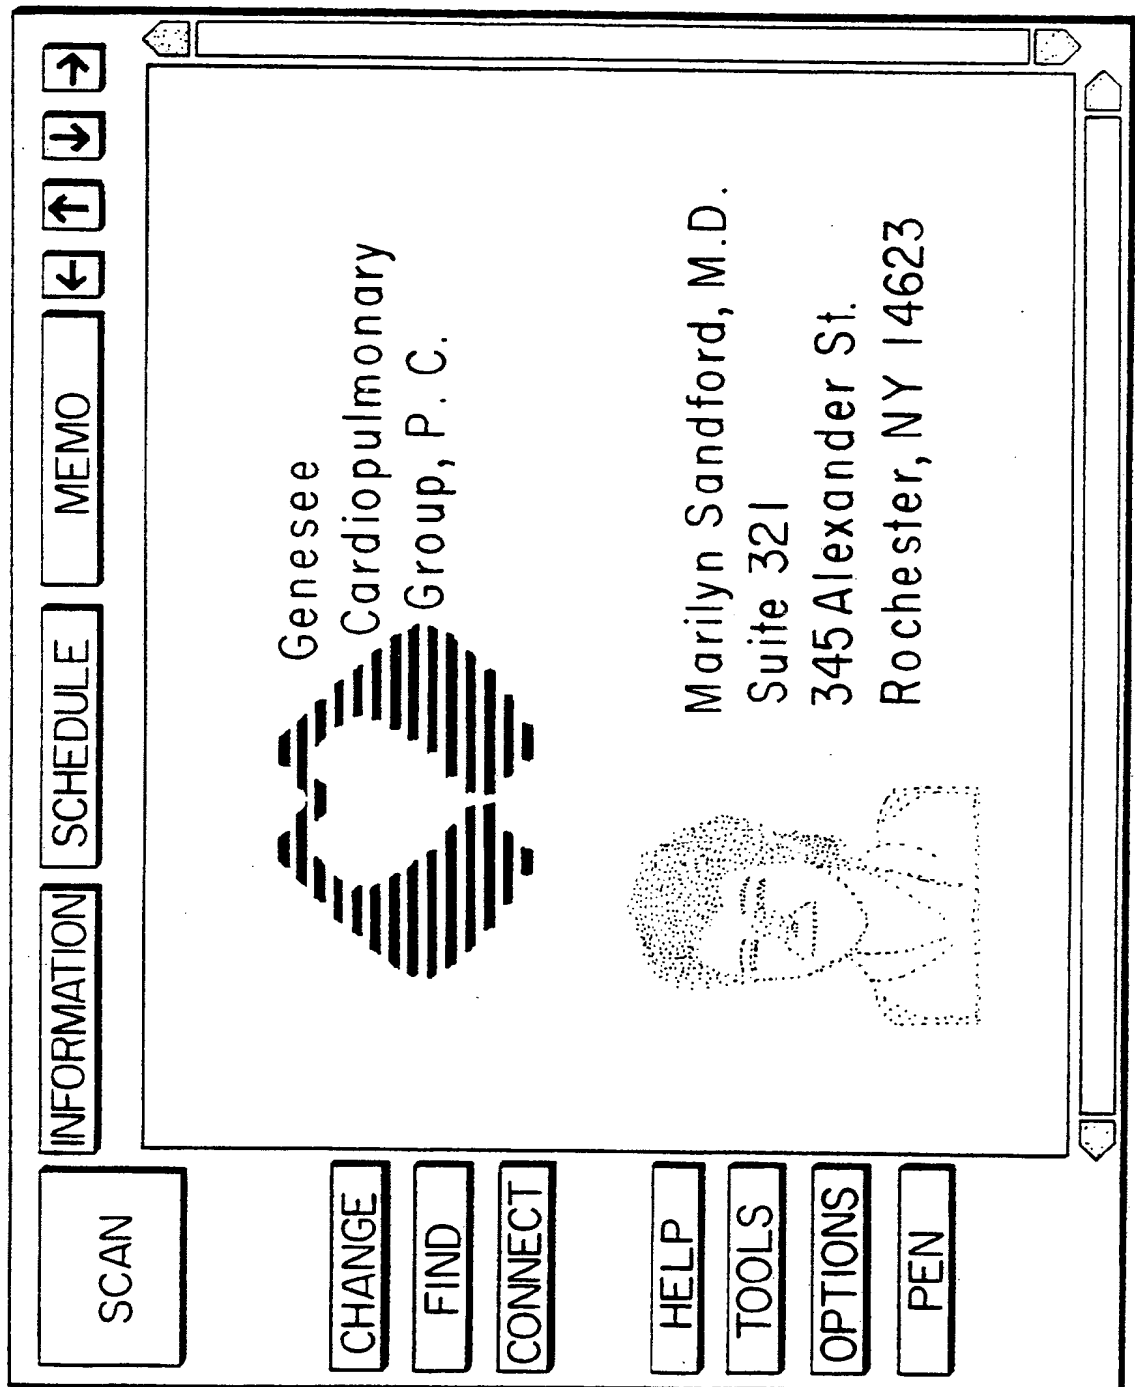 SCAN
INFORMATION
SCHEDULE
MEMO
← ↑ ↓ →
CHANGE
FIND
CONNECT
HELP
TOOLS
OPTIONS
PEN
Genesee
Cardiopulmonary
Group, P. C.
Marilyn Sandford, M.D.
Suite 321
345 Alexander St.
Rochester, NY 14623